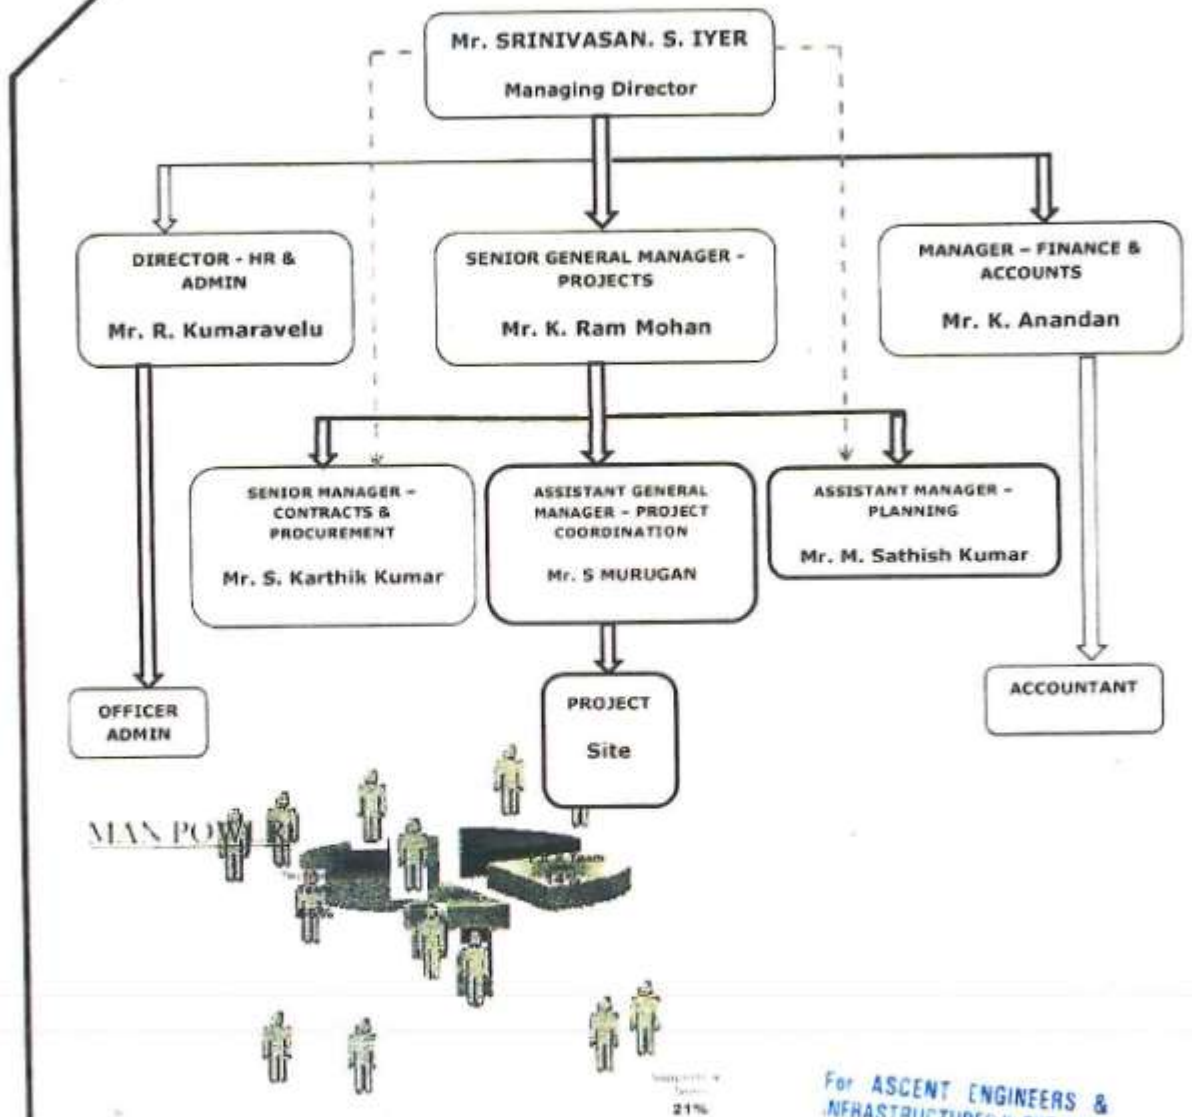 Mr. SRINIVASAN. S. IYER
Managing Director
DIRECTOR - HR &
ADMIN
Mr. R. Kumaravelu
SENIOR GENERAL MANAGER -
PROJECTS
Mr. K. Ram Mohan
MANAGER – FINANCE &
ACCOUNTS
Mr. K. Anandan
SENIOR MANAGER –
CONTRACTS &
PROCUREMENT
Mr. S. Karthik Kumar
ASSISTANT GENERAL
MANAGER – PROJECT
COORDINATION
Mr. S MURUGAN
ASSISTANT MANAGER –
PLANNING
Mr. M. Sathish Kumar
OFFICER
ADMIN
PROJECT
Site
ACCOUNTANT
MAN POWER
Team
14%
21%
For ASCENT ENGINEERS &